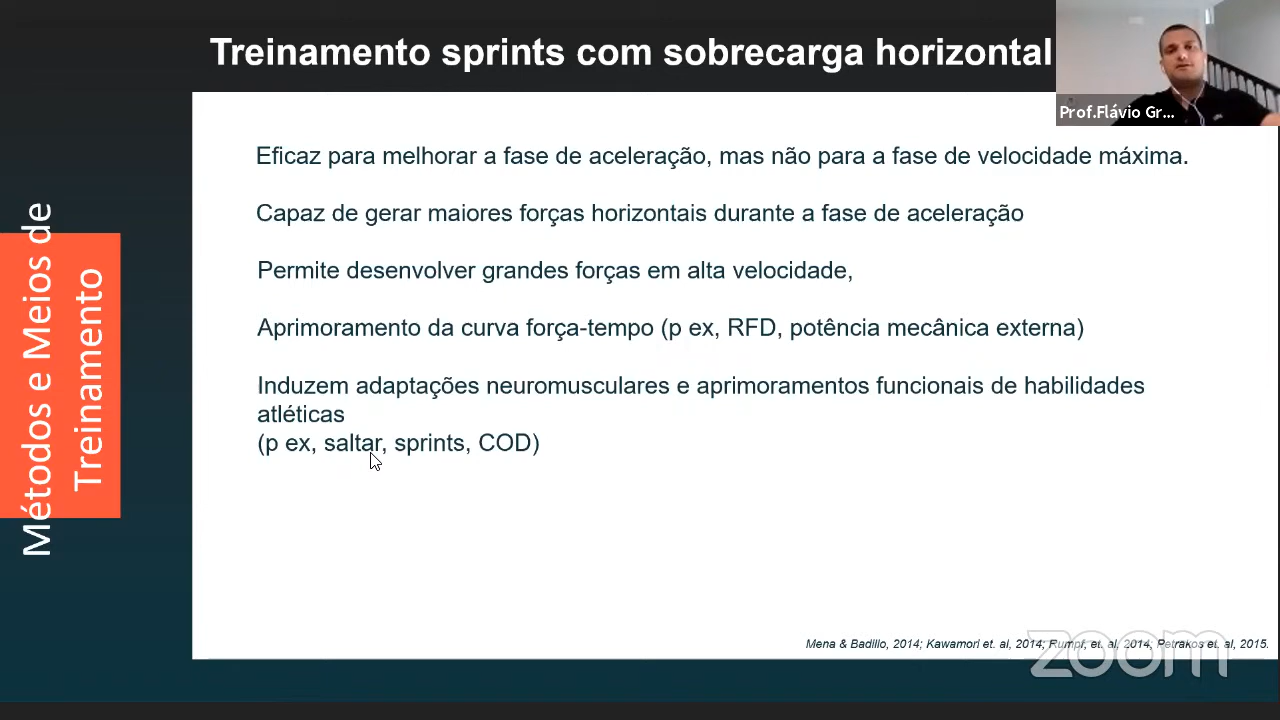 Treinamento sprints com sobrecarga horizontal
Prof.Flávio Gr...
Métodos e Meios de
Treinamento
Eficaz para melhorar a fase de aceleração, mas não para a fase de velocidade máxima.
Capaz de gerar maiores forças horizontais durante a fase de aceleração
Permite desenvolver grandes forças em alta velocidade,
Aprimoramento da curva força-tempo (p ex, RFD, potência mecânica externa)
Induzem adaptações neuromusculares e aprimoramentos funcionais de habilidades
atléticas
(p ex, saltar, sprints, COD)
Mena & Badillo, 2014; Kawamori et. al, 2014; Rumpf, et. al, 2014; Petrakos et. al, 2015.
zoom